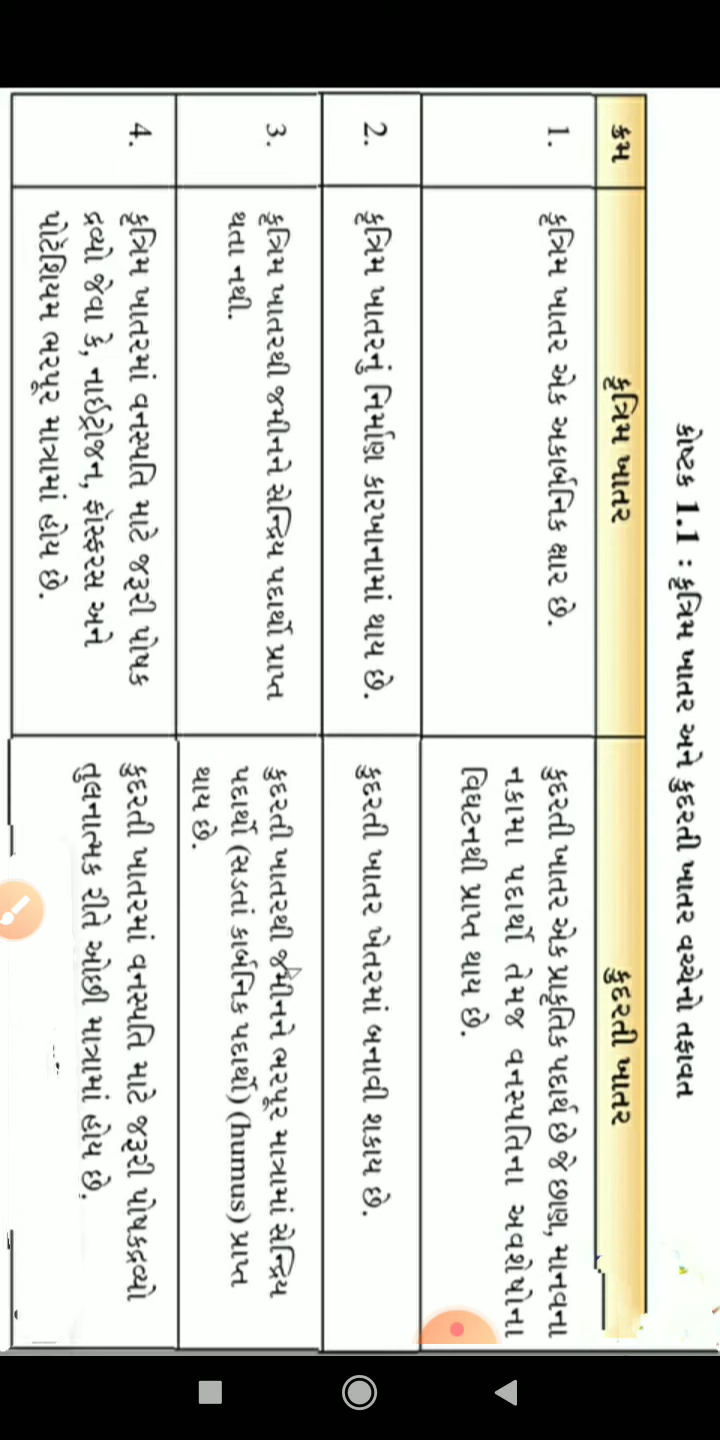 કોષ્ટક 1.1 : કૃત્રિમ ખાતર અને કુદરતી ખાતર વચ્ચેનો તફાવત
ક્રમ
કૃત્રિમ ખાતર
કુદરતી ખાતર
1.
કૃત્રિમ ખાતર એક અકાર્બનિક ક્ષાર છે.
કુદરતી ખાતર એક પ્રાકૃતિક પદાર્થ છે જે છાણ, માનવના
નકામા પદાર્થો તેમજ વનસ્પતિના અવશેષોના
વિઘટનથી પ્રાપ્ત થાય છે.
2.
કૃત્રિમ ખાતરનું નિર્માણ કારખાનામાં થાય છે.
કુદરતી ખાતર ખેતરમાં બનાવી શકાય છે.
3.
કૃત્રિમ ખાતરથી જમીનને સેન્દ્રિય પદાર્થો પ્રાપ્ત
થતા નથી.
કુદરતી ખાતરથી જમીનને ભરપૂર માત્રામાં સેન્દ્રિય
પદાર્થો (સડતાં કાર્બનિક પદાર્થો) (humus) પ્રાપ્ત
થાય છે.
4.
કૃત્રિમ ખાતરમાં વનસ્પતિ માટે જરૂરી પોષક
દ્રવ્યો જેવા કે, નાઈટ્રોજન, ફોસ્ફરસ અને
પોટેશિયમ ભરપૂર માત્રામાં હોય છે.
કુદરતી ખાતરમાં વનસ્પતિ માટે જરૂરી પોષકદ્રવ્યો
તુલનાત્મક રીતે ઓછી માત્રામાં હોય છે.